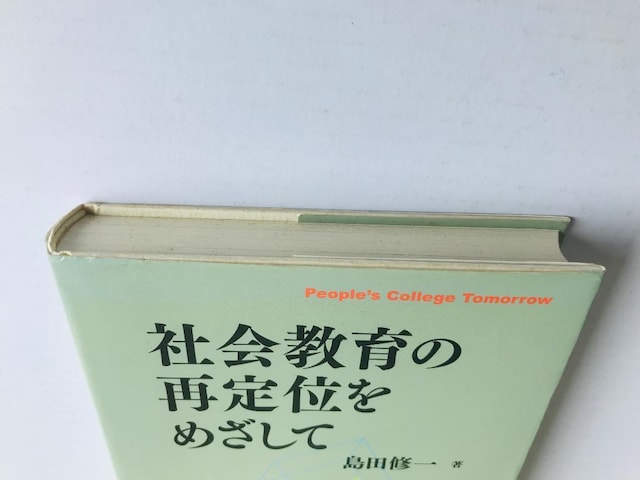 People's College Tomorrow
社会教育の
再定位を
めざして
島田修一 著